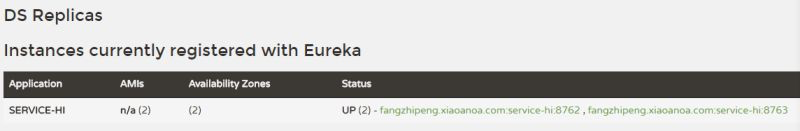 DS Replicas
Instances currently registered with Eureka
Application AMIs Availability Zones Status
SERVICE-HI n/a (2) (2) UP (2) - fangzhipeng.xiaoanoa.com:service-hi:8762 , fangzhipeng.xiaoanoa.com:service-hi:8763